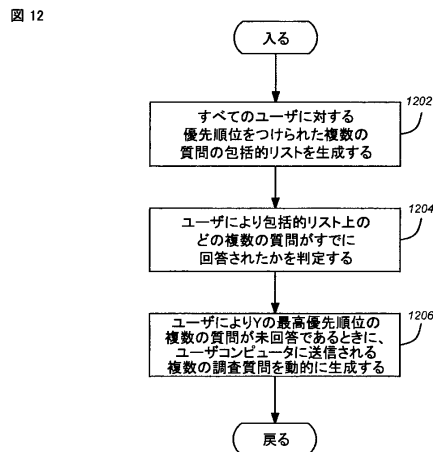 図 12
入る
1202
すべてのユーザに対する
優先順位をつけられた複数の
質問の包括的リストを生成する
1204
ユーザにより包括的リスト上の
どの複数の質問がすでに
回答されたかを判定する
1206
ユーザによりYの最高優先順位の
複数の質問が未回答であるときに、
ユーザコンピュータに送信される
複数の調査質問を動的に生成する
戻る